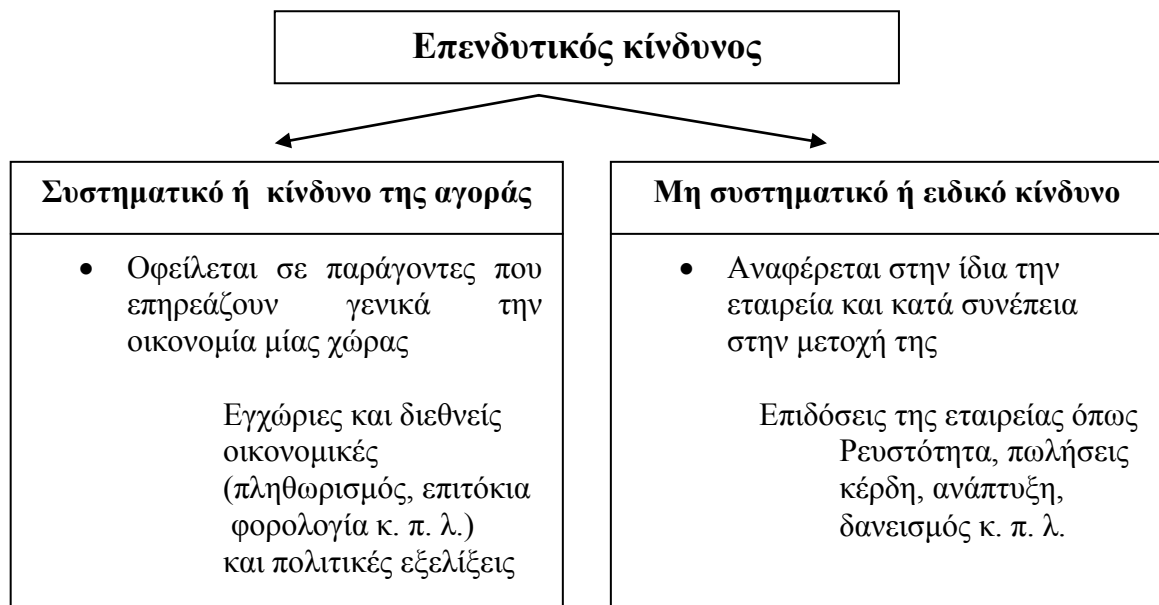 Επενδυτικός κίνδυνος
Συστηματικό ή κίνδυνο της αγοράς
• Οφείλεται σε παράγοντες που
επηρεάζουν γενικά την
οικονομία μίας χώρας
Εγχώριες και διεθνείς
οικονομικές
(πληθωρισμός, επιτόκια
φορολογία κ. π. λ.)
και πολιτικές εξελίξεις
Μη συστηματικό ή ειδικό κίνδυνο
• Αναφέρεται στην ίδια την
εταιρεία και κατά συνέπεια
στην μετοχή της
Επιδόσεις της εταιρείας όπως
Ρευστότητα, πωλήσεις
κέρδη, ανάπτυξη,
δανεισμός κ. π. λ.